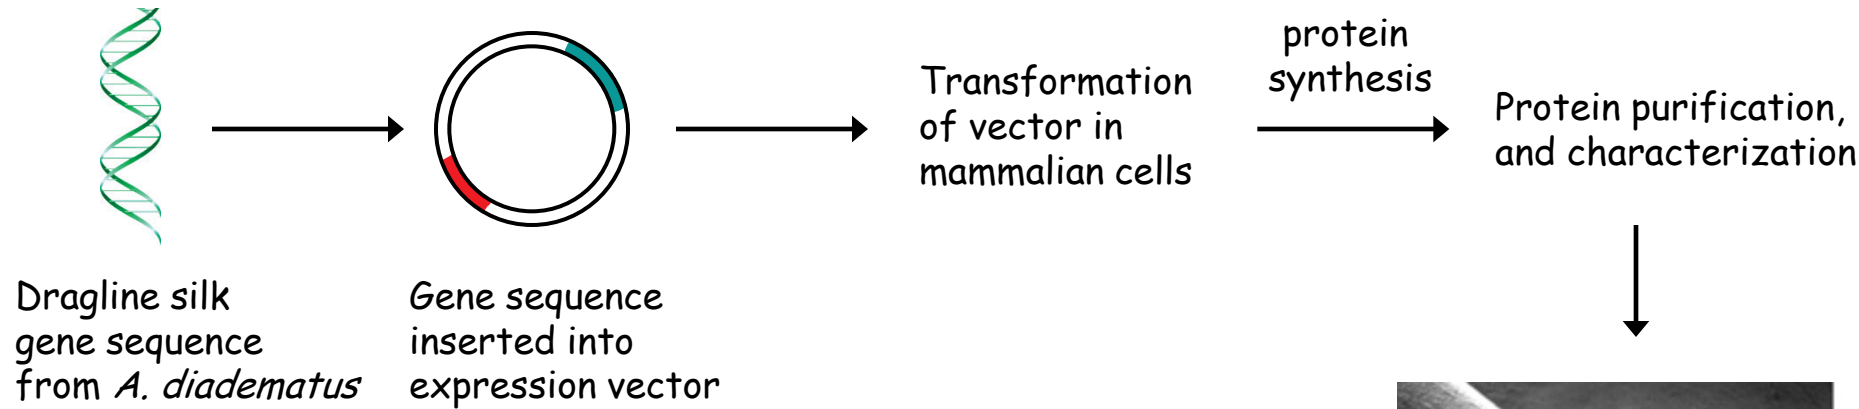 Dragline silk
gene sequence
from A. diadematus
Gene sequence
inserted into
expression vector
Transformation
of vector in
mammalian cells
protein
synthesis
Protein purification,
and characterization